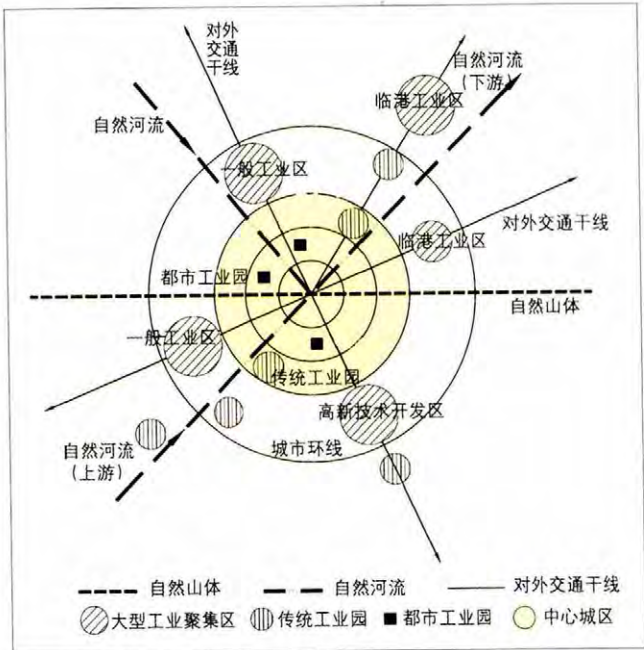 对外
交通
干线
自然河流
(下游)
临港工业区
自然河流
一般工业区
临港工业区
对外交通干线
都市工业园
自然山体
一般工业区
传统工业园
高新技术开发区
城市环线
自然河流
(上游)
自然山体 自然河流 对外交通干线
大型工业聚集区 传统工业园 都市工业园 中心城区